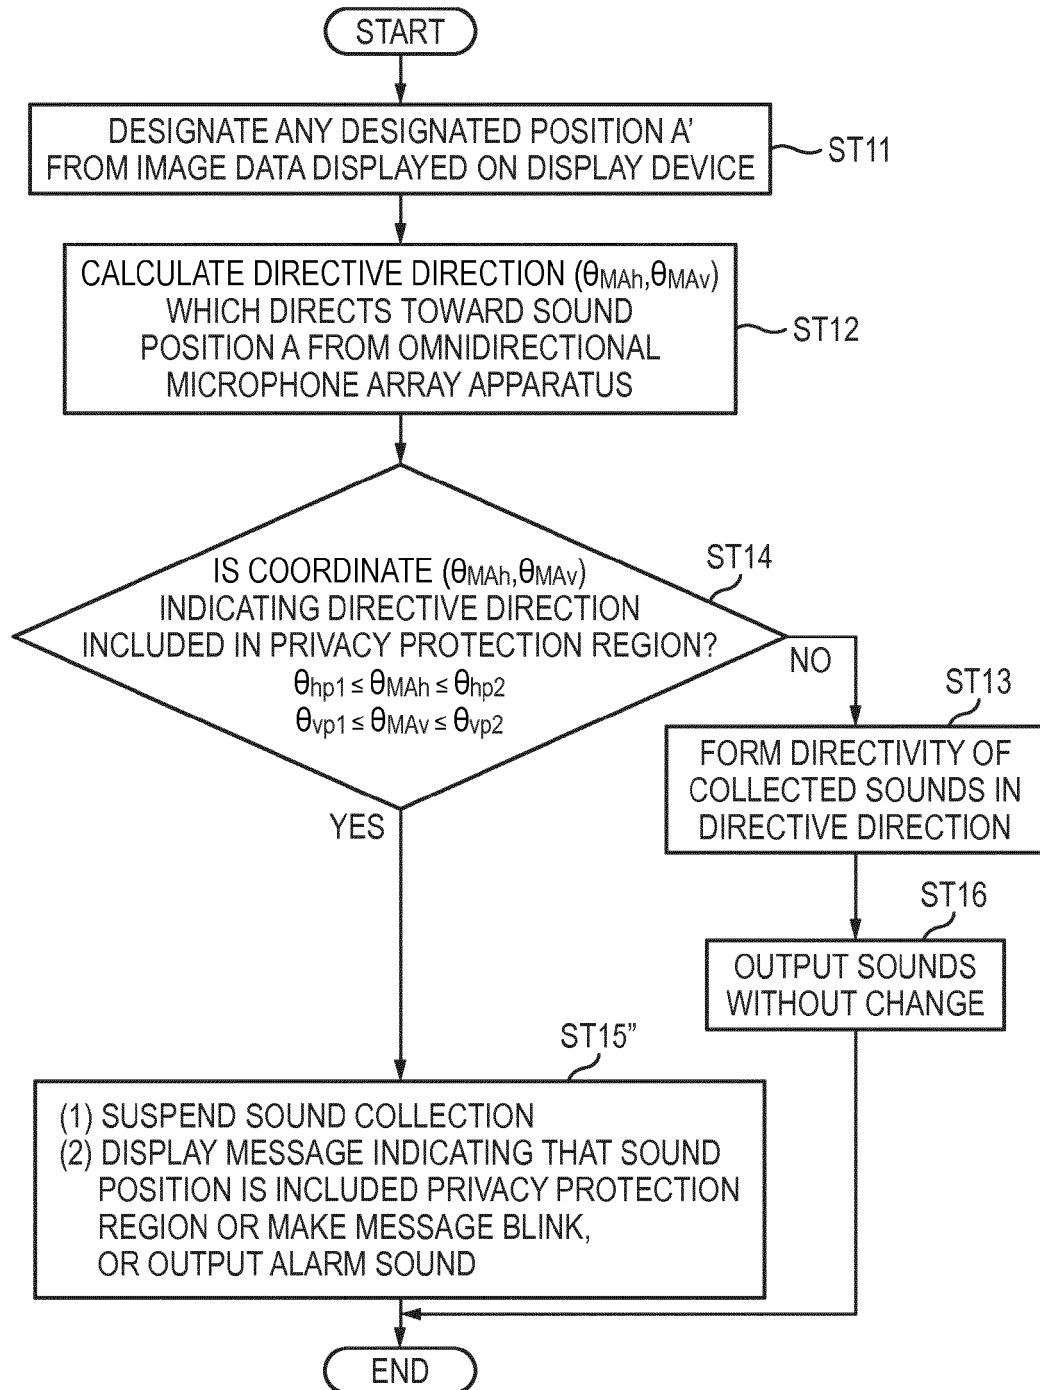 START
DESIGNATE ANY DESIGNATED POSITION A’
FROM IMAGE DATA DISPLAYED ON DISPLAY DEVICE
ST11
CALCULATE DIRECTIVE DIRECTION (θMAh,θMAv)
WHICH DIRECTS TOWARD SOUND
POSITION A FROM OMNIDIRECTIONAL
MICROPHONE ARRAY APPARATUS
ST12
IS COORDINATE (θMAh,θMAv)
INDICATING DIRECTIVE DIRECTION
INCLUDED IN PRIVACY PROTECTION REGION?
θhp1 ≤ θMAh ≤ θhp2
θvp1 ≤ θMAv ≤ θvp2
ST14
NO
YES
ST13
FORM DIRECTIVITY OF
COLLECTED SOUNDS IN
DIRECTIVE DIRECTION
ST16
OUTPUT SOUNDS
WITHOUT CHANGE
ST15”
(1) SUSPEND SOUND COLLECTION
(2) DISPLAY MESSAGE INDICATING THAT SOUND
POSITION IS INCLUDED PRIVACY PROTECTION
REGION OR MAKE MESSAGE BLINK,
OR OUTPUT ALARM SOUND
END